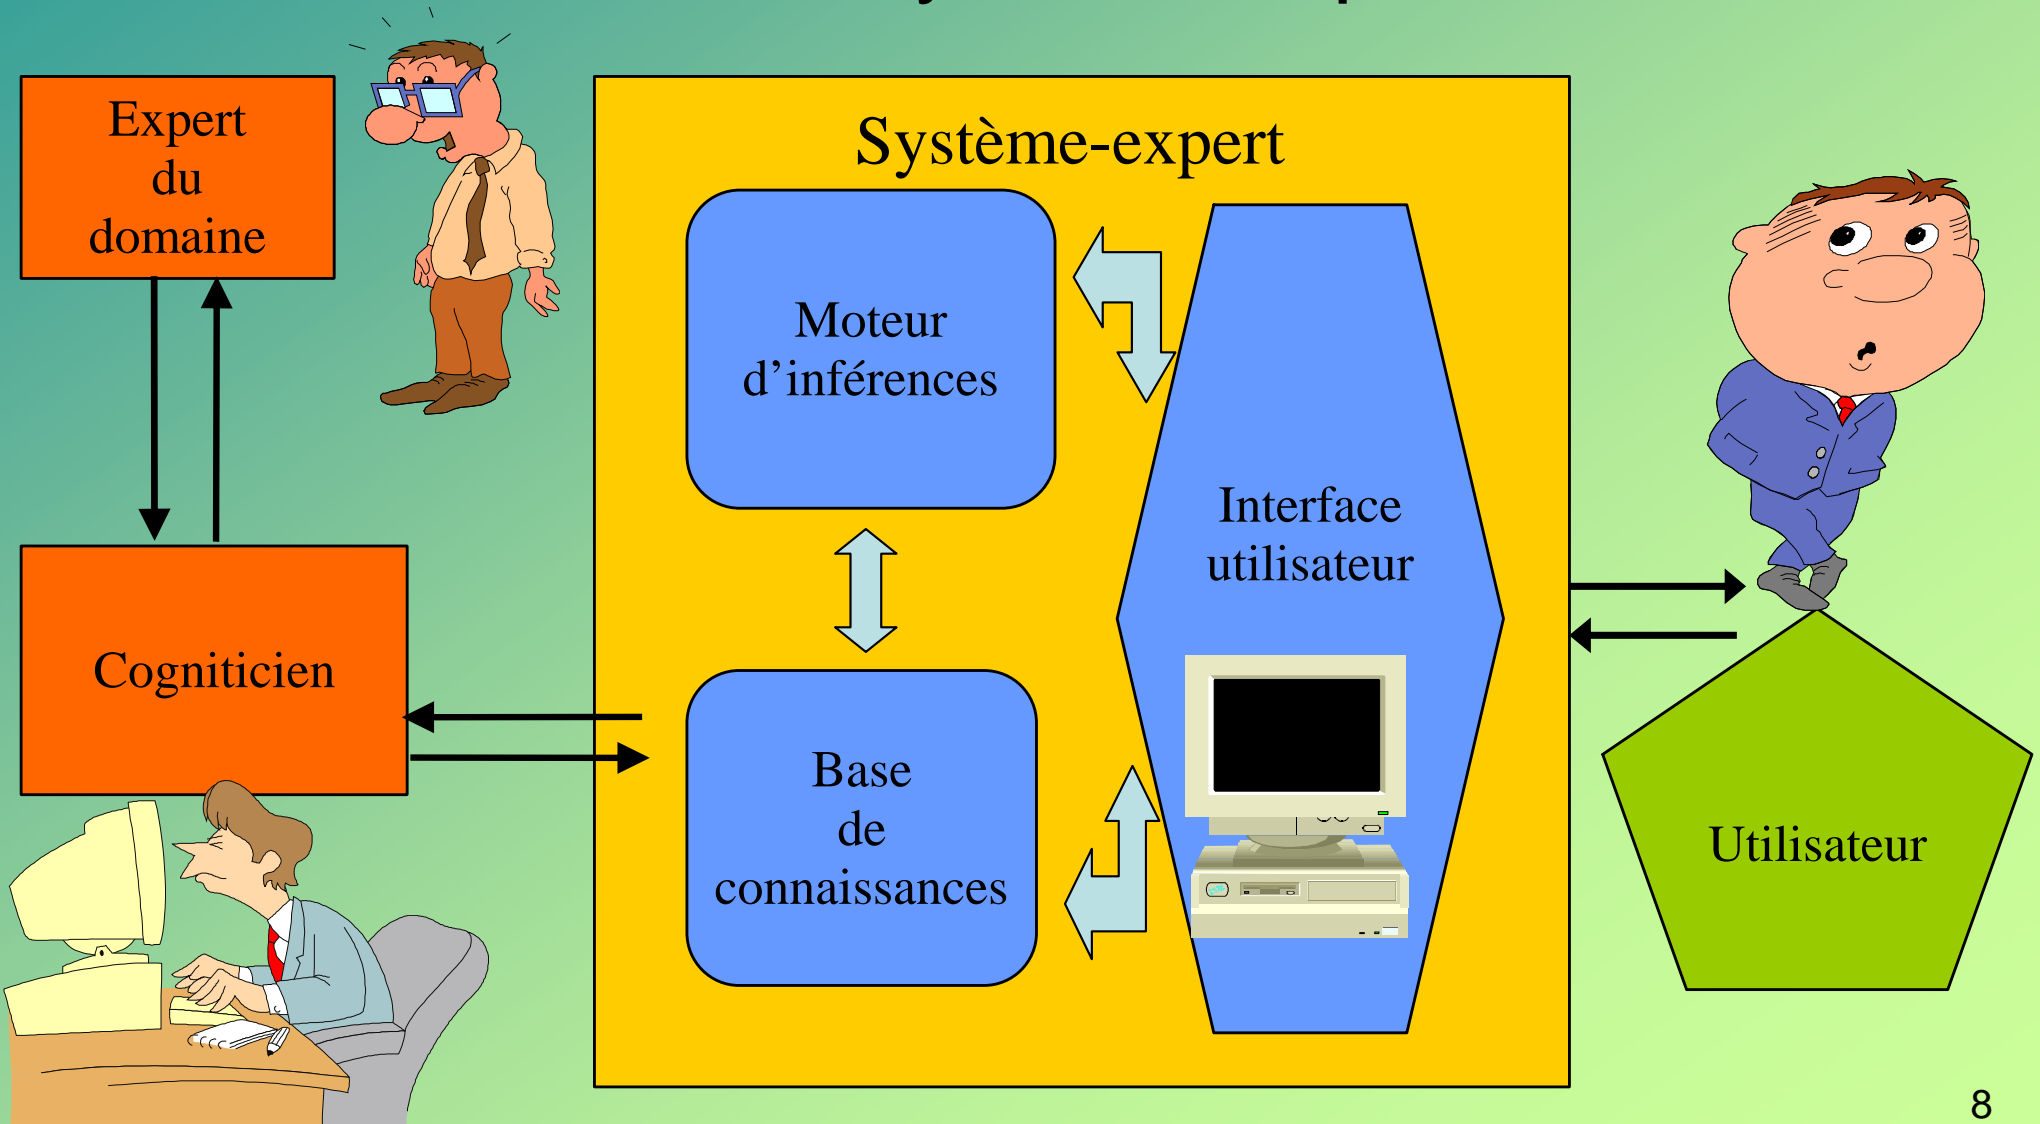 Expert
du
domaine
Système-expert
Moteur
d’inférences
Interface
utilisateur
Cogniticien
Base
de
connaissances
Utilisateur
8